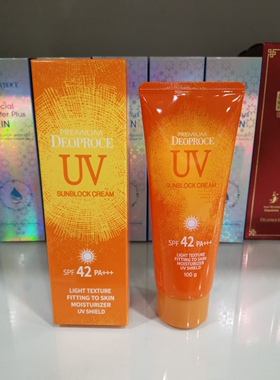 PREMIUM
DEOPROCE
UV
SUNBLOCK CREAM
SPF 42 PA+++
LIGHT TEXTURE
FITTING TO SKIN
MOISTURIZER
UV SHIELD
PREMIUM
DEOPROCE
UV
SUNBLOCK CREAM
SPF 42 PA+++
LIGHT TEXTURE
FITTING TO SKIN
MOISTURIZER
UV SHIELD
100 g